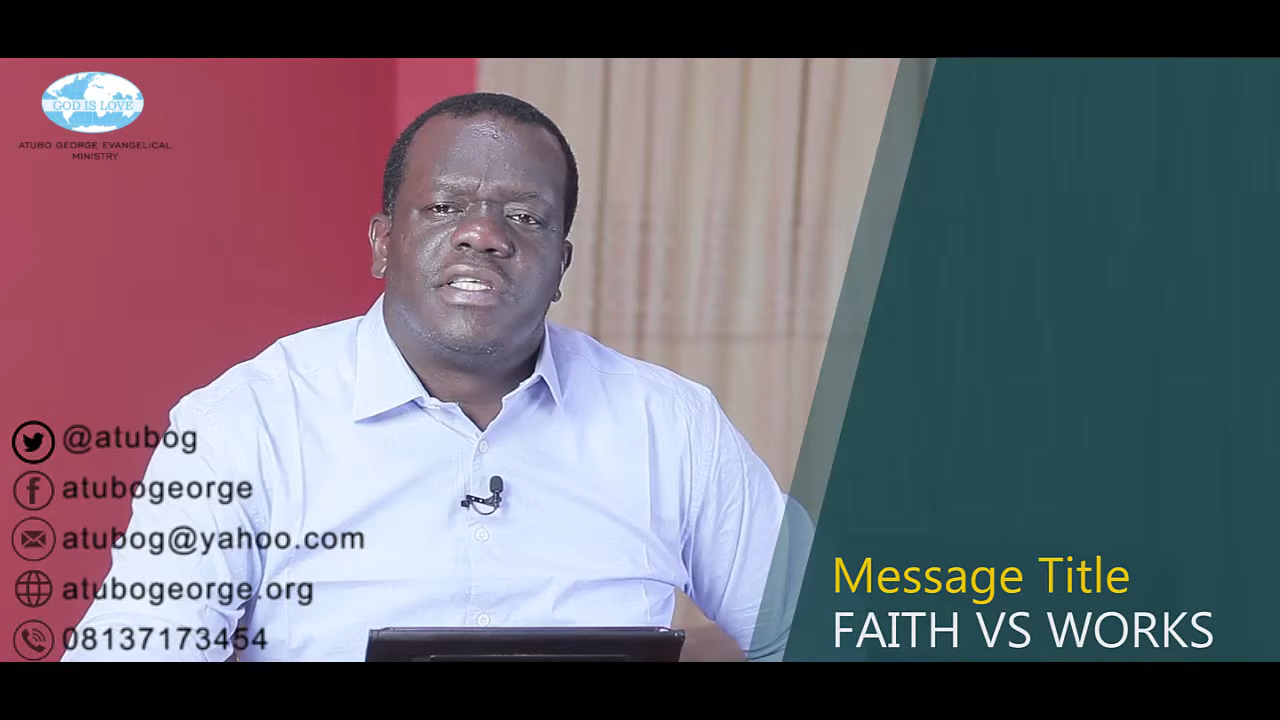 GOD IS LOVE
ATUBO GEORGE EVANGELICAL
MINISTRY
@atubog
atubogeorge
atubog@yahoo.com
atubogeorge.org
08137173454
Message Title
FAITH VS WORKS